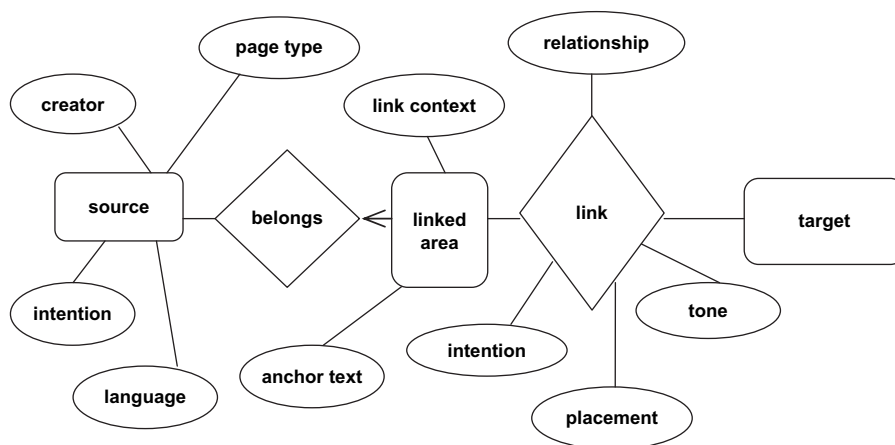 relationship
page type
creator
link context
source
belongs
linked
area
link
target
intention
tone
intention
anchor text
language
placement